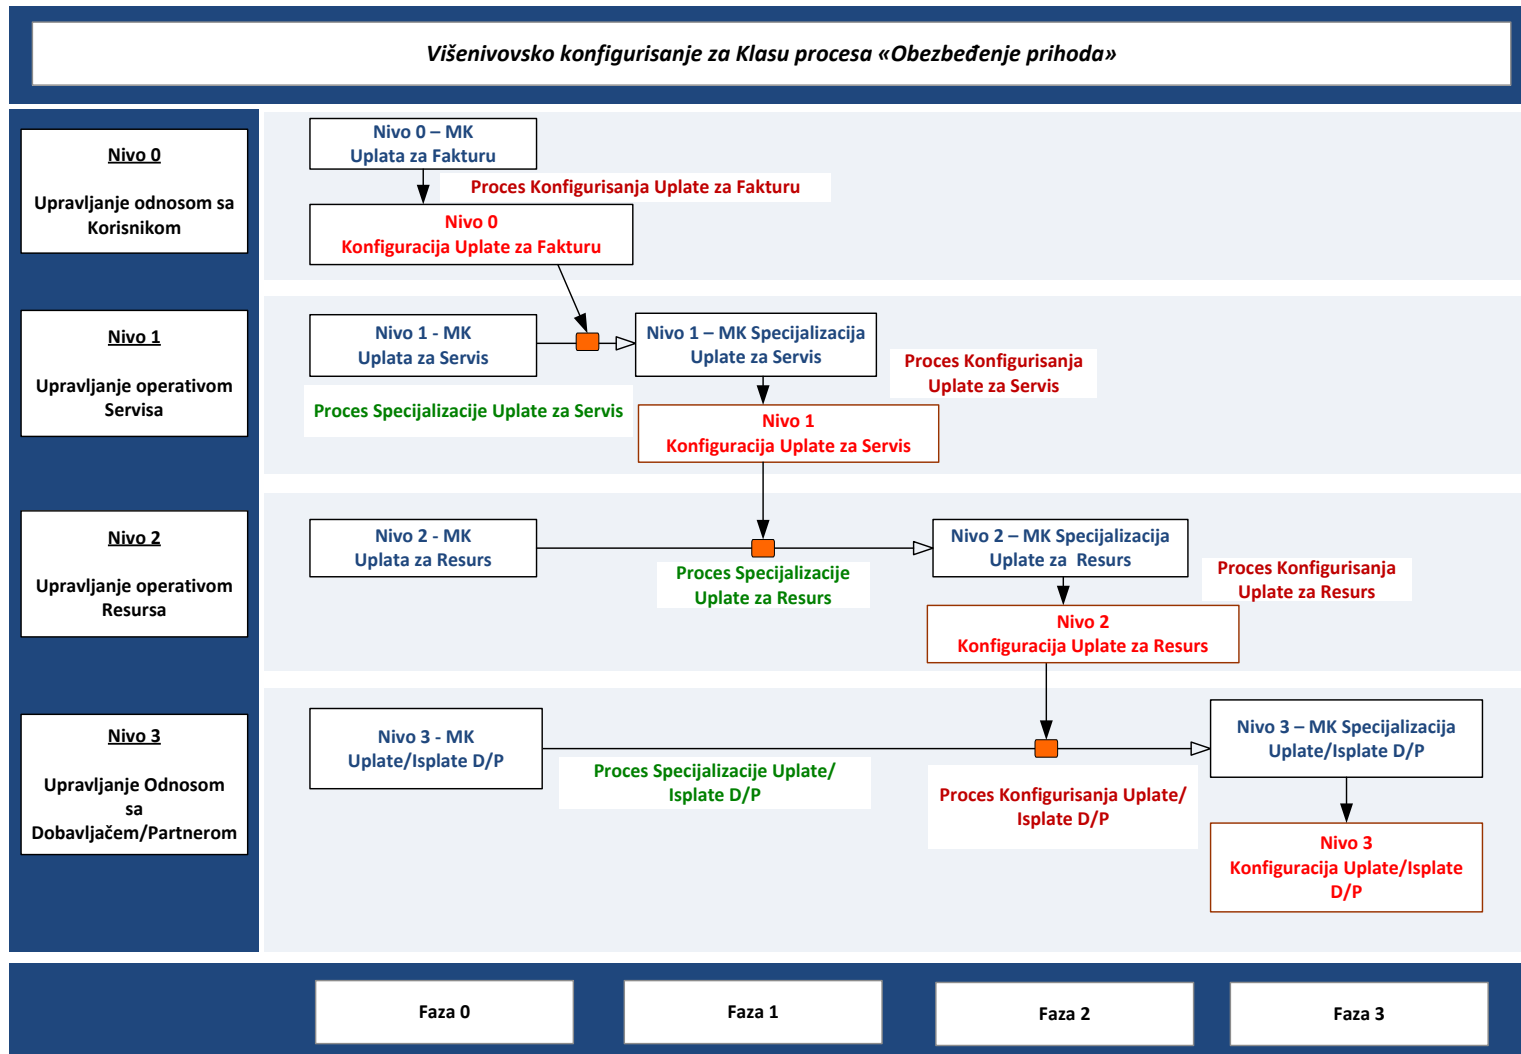 Višenivovsko konfigurisanje za Klasu procesa «Obezbeđenje prihoda»
Nivo 0
Upravljanje odnosom sa
Korisnikom
Nivo 0 – MK
Uplata za Fakturu
Proces Konfigurisanja Uplate za Fakturu
Nivo 0
Konfiguracija Uplate za Fakturu
Nivo 1
Upravljanje operativom
Servisa
Nivo 1 - MK
Uplata za Servis
Nivo 1 – MK Specijalizacija
Uplate za Servis
Proces Konfigurisanja
Uplate za Servis
Proces Specijalizacije Uplate za Servis
Nivo 1
Konfiguracija Uplate za Servis
Nivo 2
Upravljanje operativom
Resursa
Nivo 2 - MK
Uplata za Resurs
Proces Specijalizacije
Uplate za Resurs
Nivo 2 – MK Specijalizacija
Uplate za  Resurs
Proces Konfigurisanja
Uplate za Resurs
Nivo 2
Konfiguracija Uplate za Resurs
Nivo 3
Upravljanje Odnosom
sa
Dobavljačem/Partnerom
Nivo 3 - MK
Uplate/Isplate D/P
Proces Specijalizacije Uplate/
Isplate D/P
Proces Konfigurisanja Uplate/
Isplate D/P
Nivo 3 – MK Specijalizacija
Uplate/Isplate D/P
Nivo 3
Konfiguracija Uplate/Isplate
D/P
Faza 0
Faza 1
Faza 2
Faza 3